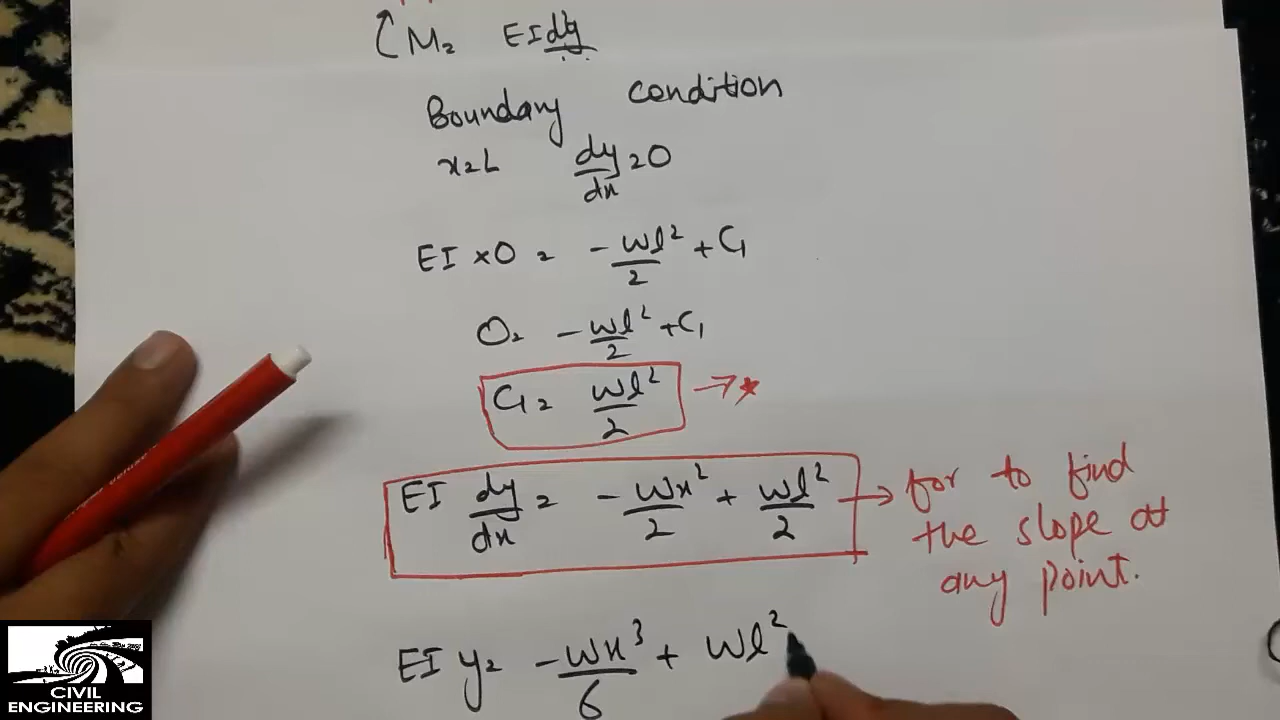 M₂ EI dy
Boundary condition
x = L dy/dx = 0
EI × 0 = -wl²/2 + C₁
0 = -wl²/2 + C₁
C₁ = wl²/2 → *
EI dy/dx = -wx²/2 + wl²/2 → for to find
the slope at
any point.
EI y = -wx³/6 + wl²
CIVIL
ENGINEERING